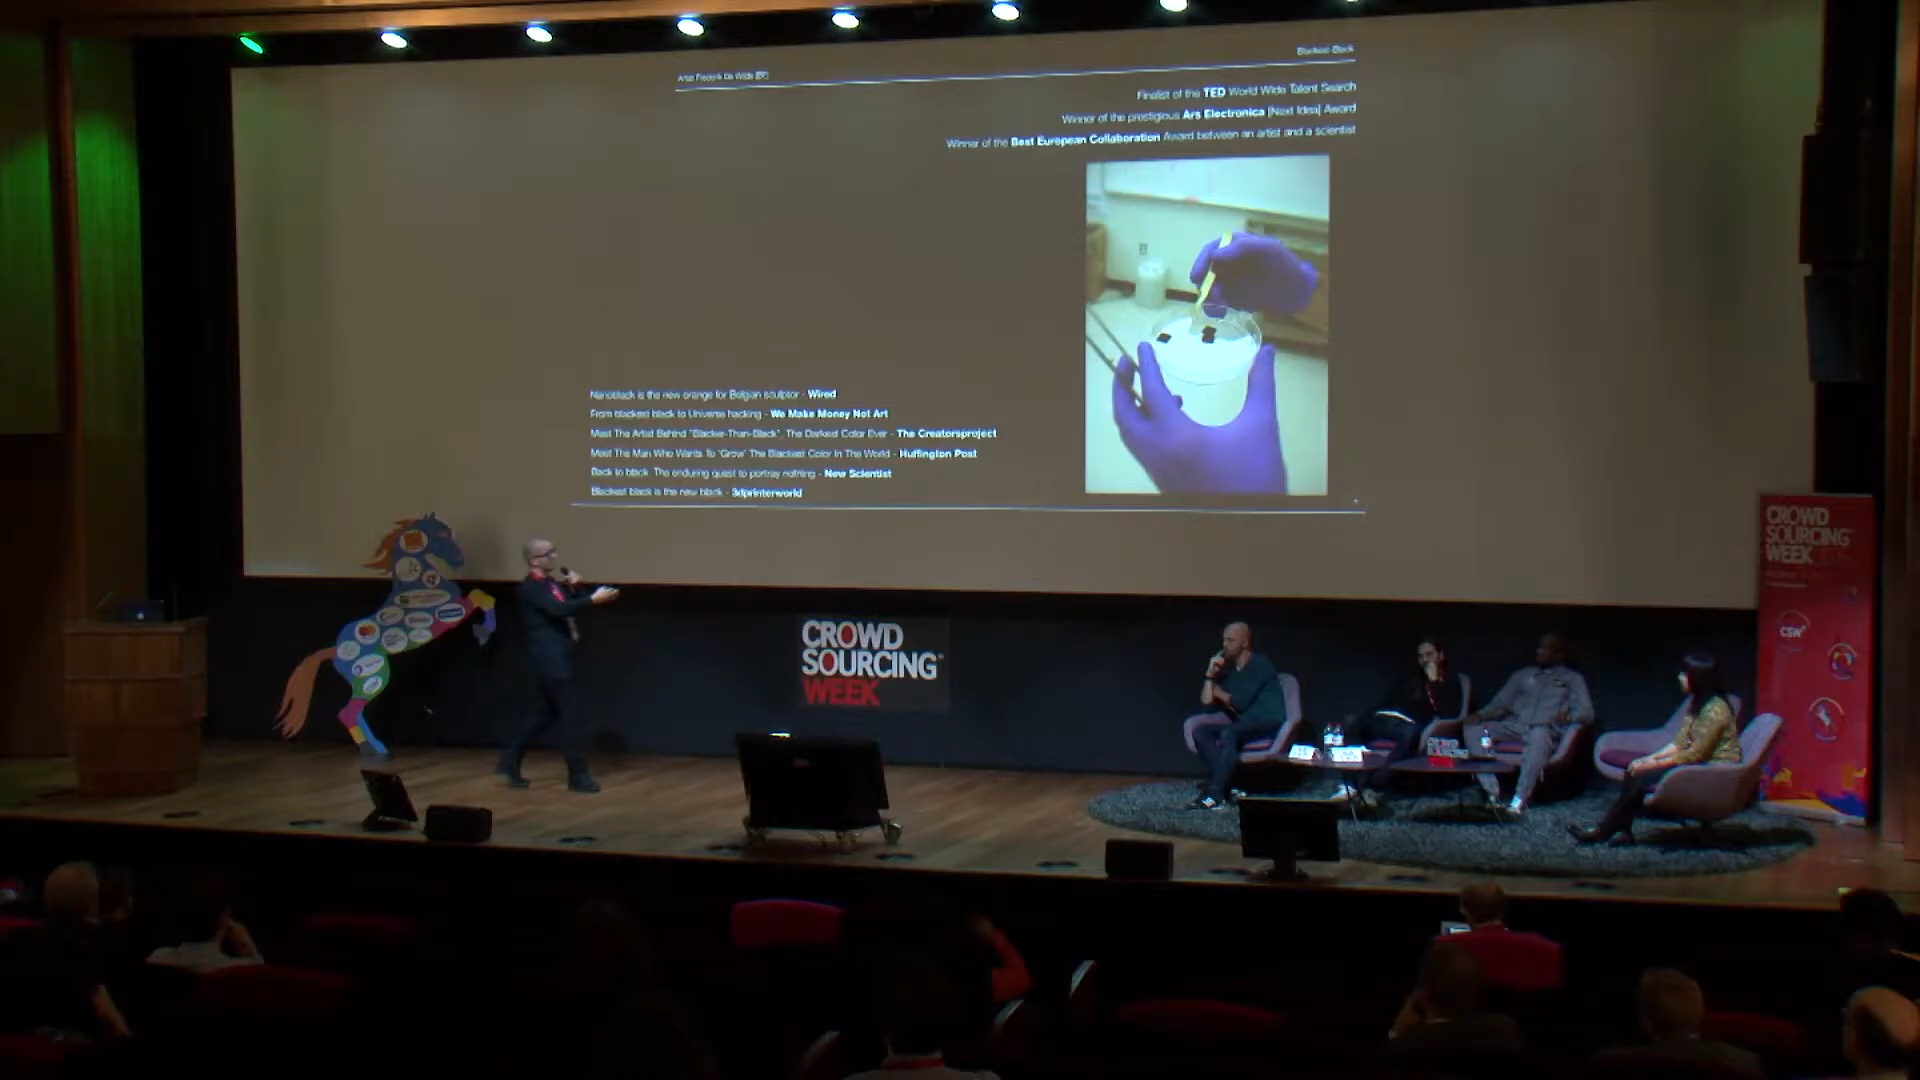 Artist Frederik De Wilde
Blackest-Black
Finalist of the TED World Wide Talent Search
Winner of the prestigious Ars Electronica [Next Idea] Award
Winner of the Best European Collaboration Award between an artist and a scientist
Nanoblack is the new orange for Belgian sculptor - Wired
From blackest black to Universe hacking - We Make Money Not Art
Meet The Artist Behind "Blacker-Than-Black", The Darkest Color Ever - The Creatorsproject
Meet The Man Who Wants To 'Grow' The Blackest Color In The World - Huffington Post
Back to black: The enduring quest to portray nothing - New Scientist
Blackest black is the new black - 3dprinterworld
CROWD
SOURCING
WEEK
CROWD
SOURCING
WEEK
CSW